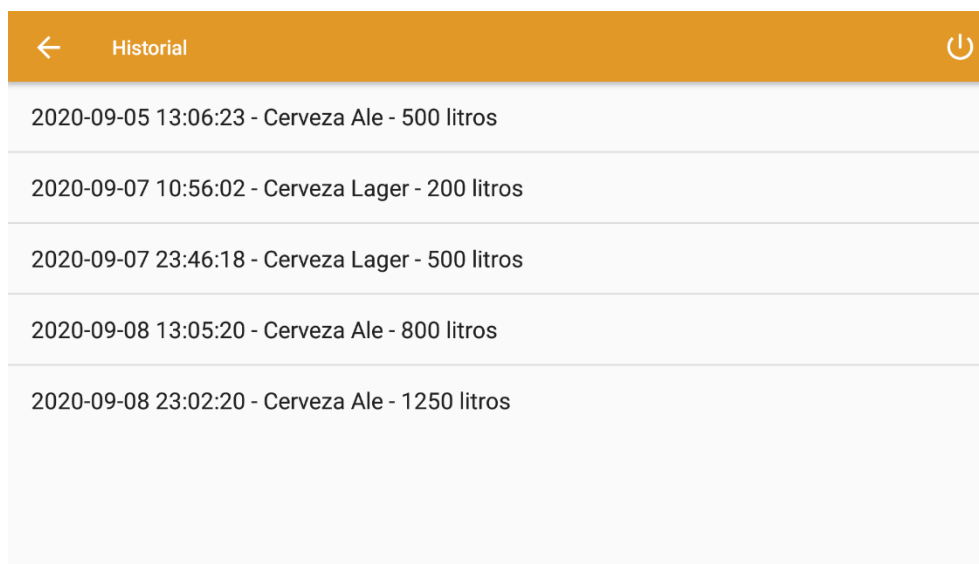 Historial
2020-09-05 13:06:23 - Cerveza Ale - 500 litros
2020-09-07 10:56:02 - Cerveza Lager - 200 litros
2020-09-07 23:46:18 - Cerveza Lager - 500 litros
2020-09-08 13:05:20 - Cerveza Ale - 800 litros
2020-09-08 23:02:20 - Cerveza Ale - 1250 litros